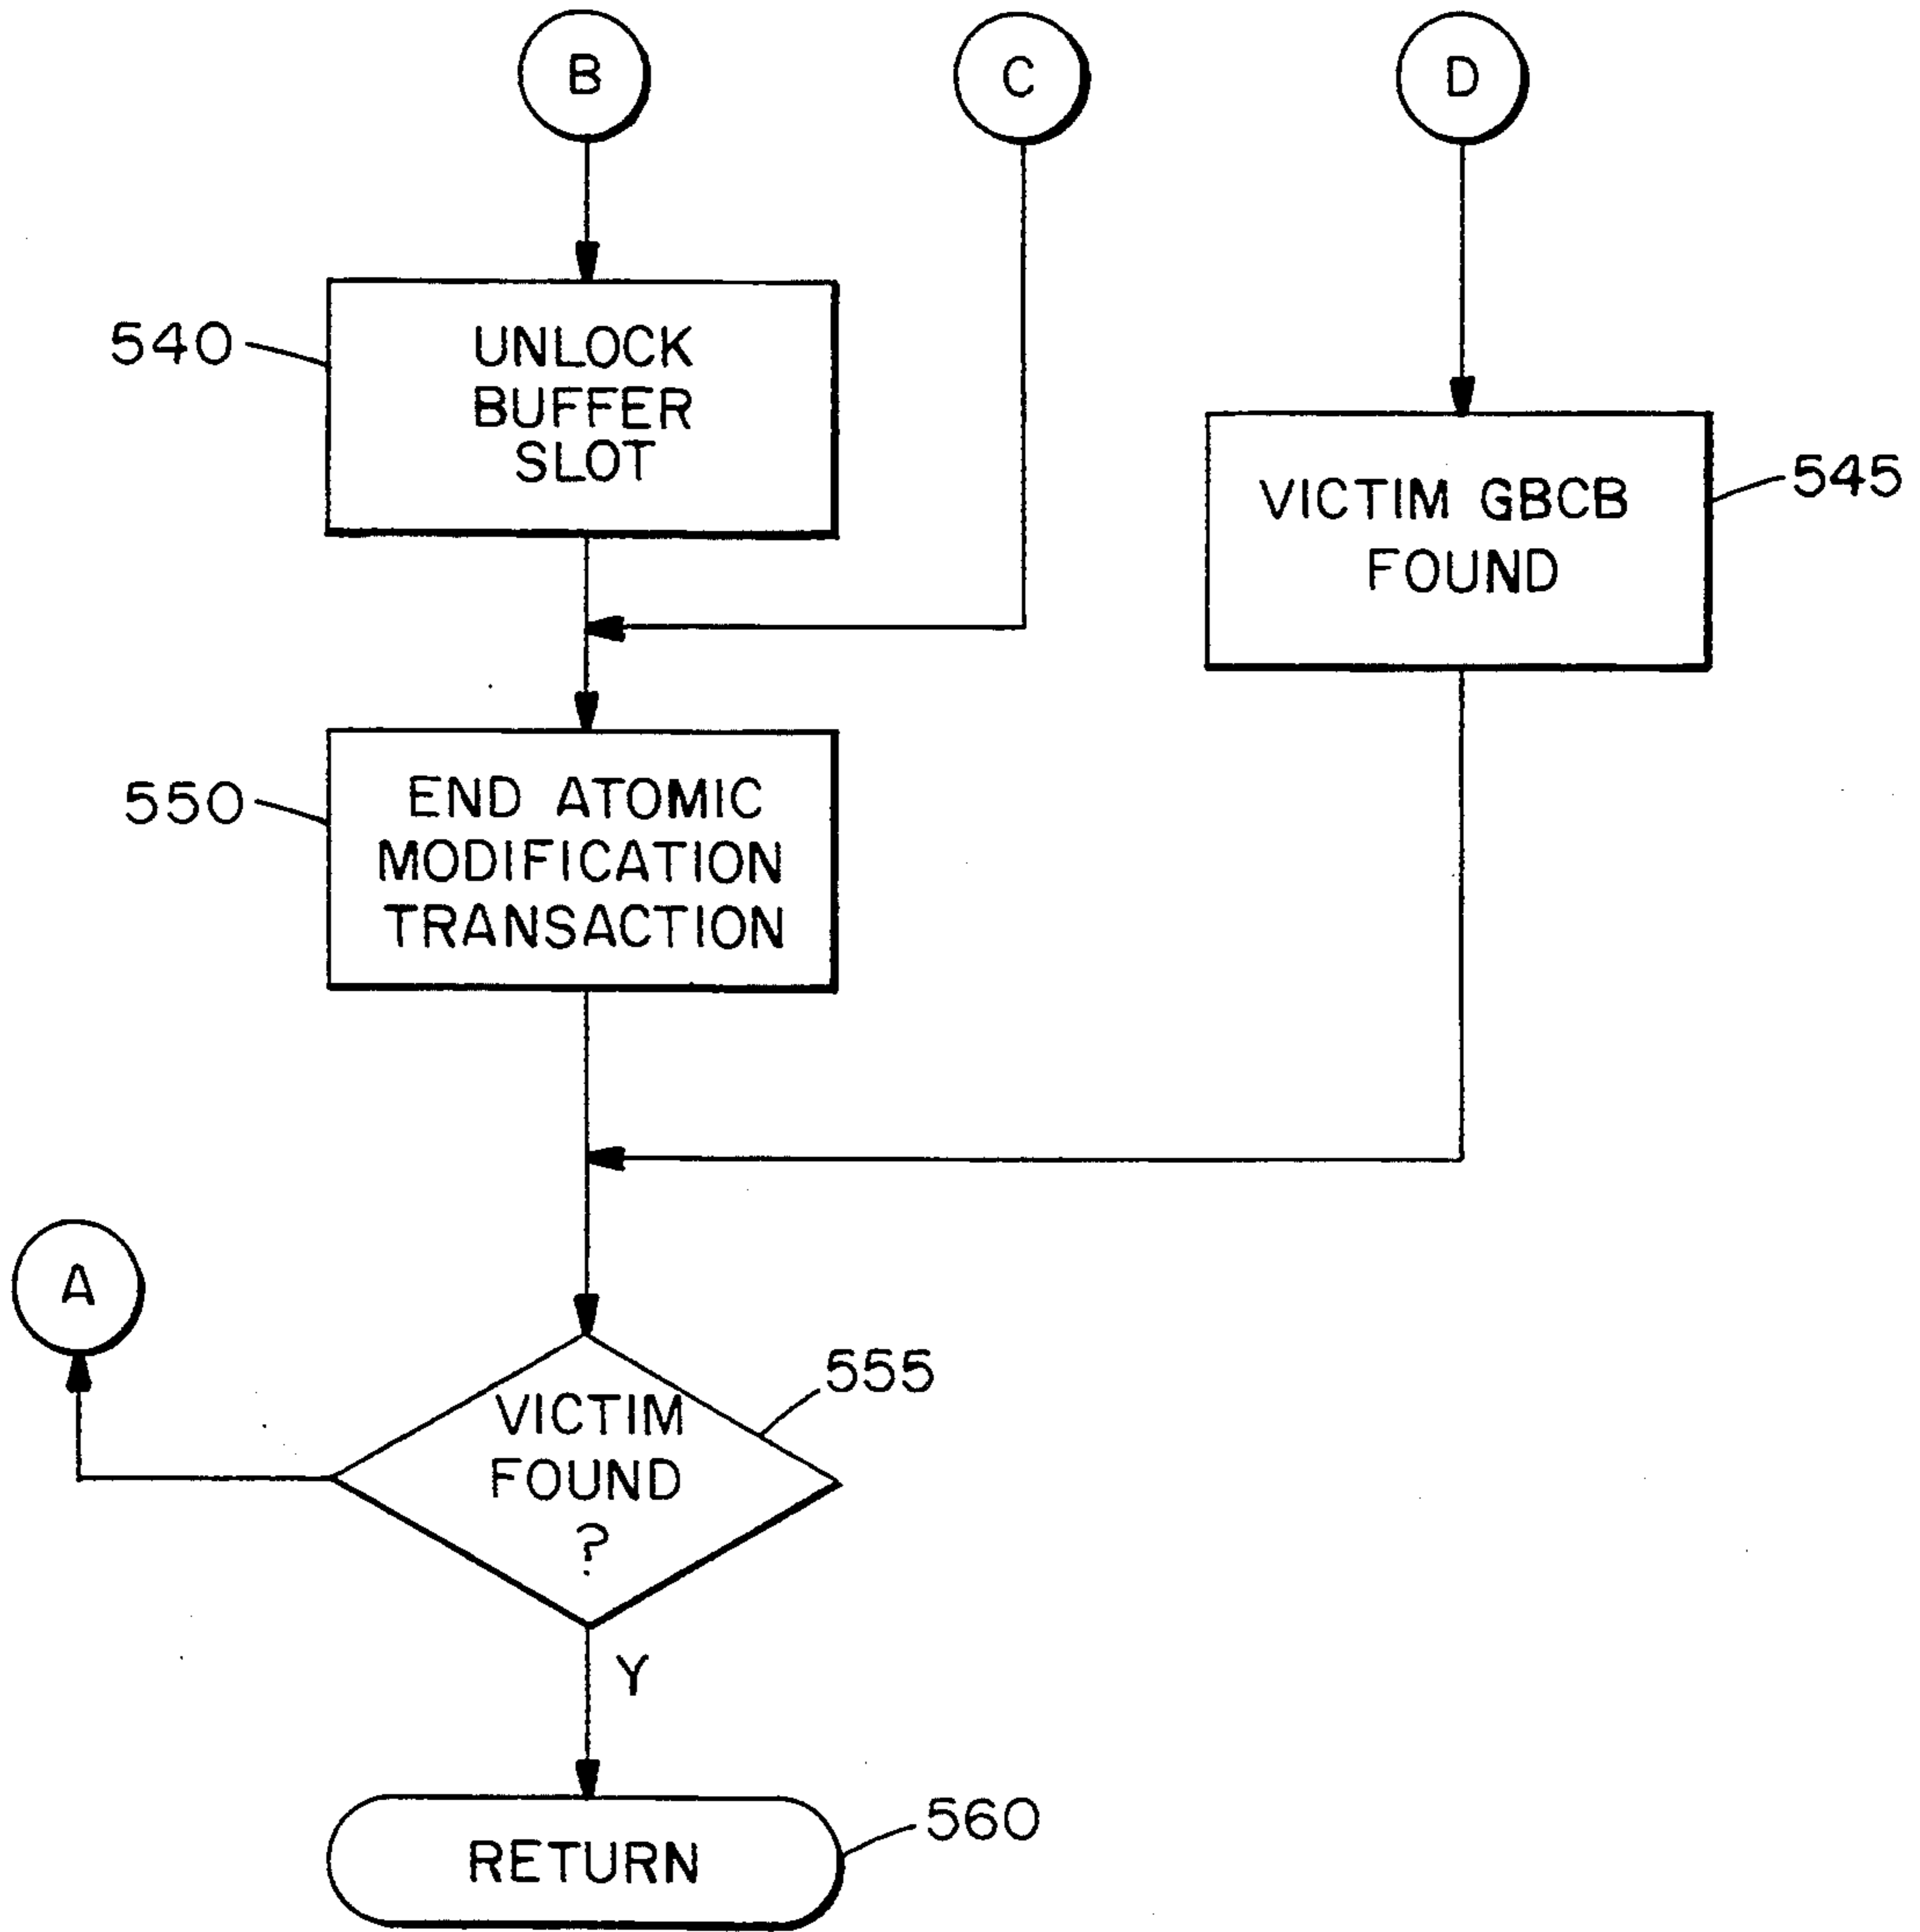 B
C
D
540
UNLOCK
BUFFER
SLOT
VICTIM GBCB
FOUND
545
550
END ATOMIC
MODIFICATION
TRANSACTION
A
555
VICTIM
FOUND
?
Y
RETURN
560